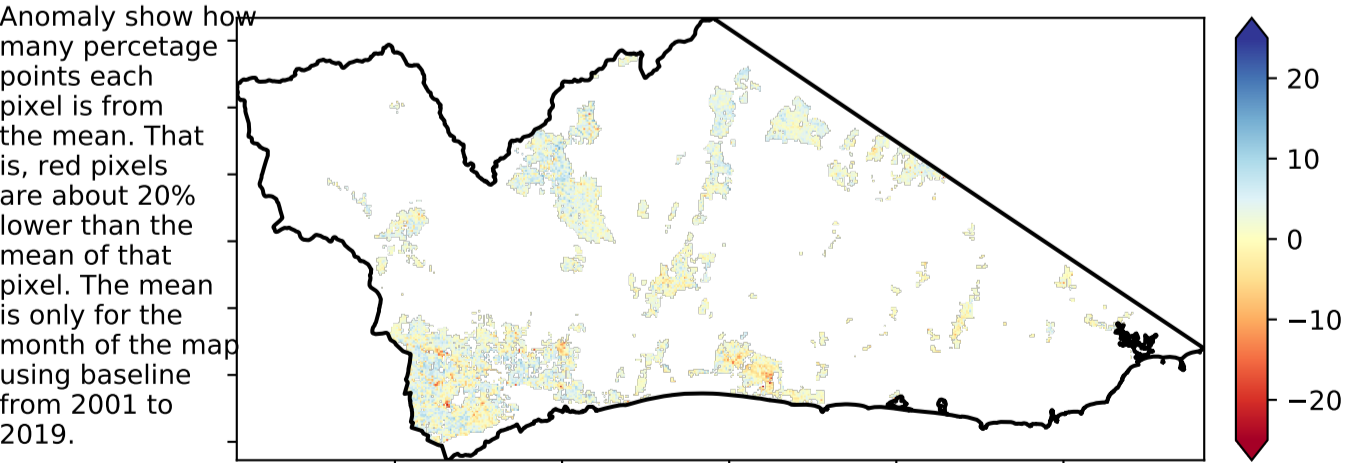 Anomaly show how
many percetage
points each
pixel is from
the mean. That
is, red pixels
are about 20%
lower than the
mean of that
pixel. The mean
is only for the
month of the map
using baseline
from 2001 to
2019.
20
10
0
−10
−20